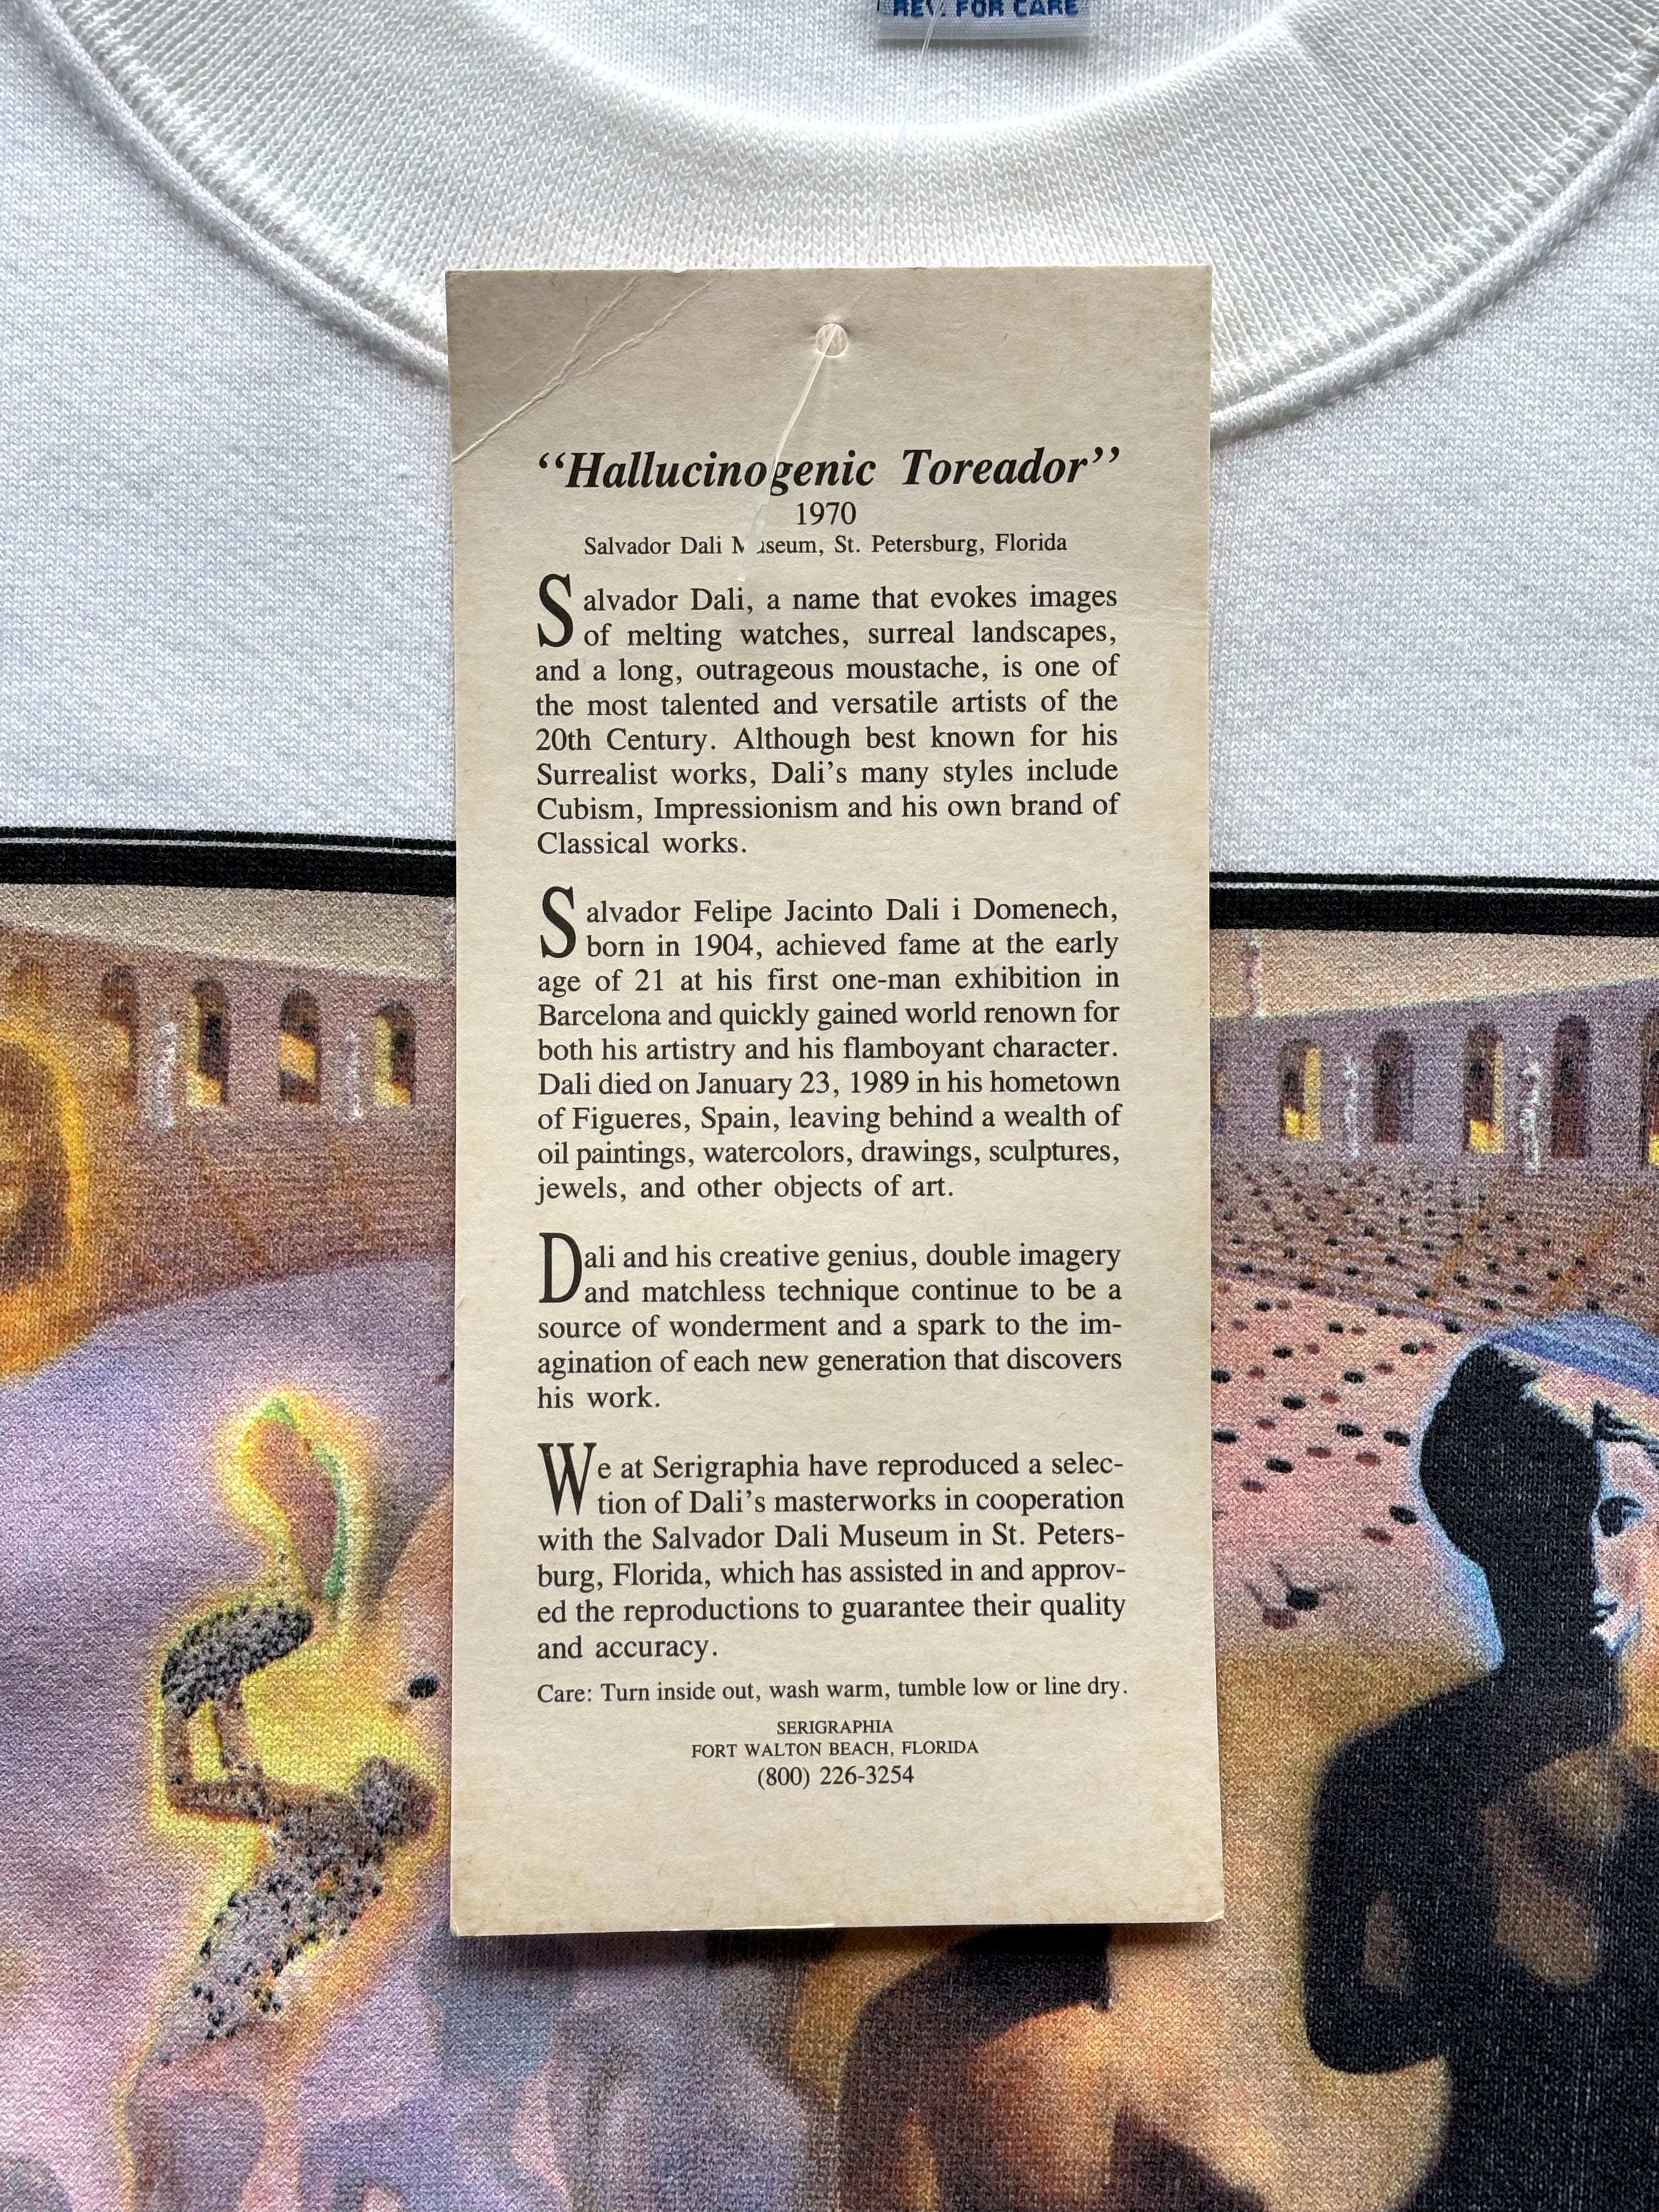 REV. FOR CARE
“Hallucinogenic Toreador”
1970
Salvador Dali Museum, St. Petersburg, Florida
Salvador Dali, a name that evokes images
of melting watches, surreal landscapes,
and a long, outrageous moustache, is one of
the most talented and versatile artists of the
20th Century. Although best known for his
Surrealist works, Dali’s many styles include
Cubism, Impressionism and his own brand of
Classical works.
Salvador Felipe Jacinto Dali i Domenech,
born in 1904, achieved fame at the early
age of 21 at his first one-man exhibition in
Barcelona and quickly gained world renown for
both his artistry and his flamboyant character.
Dali died on January 23, 1989 in his hometown
of Figueres, Spain, leaving behind a wealth of
oil paintings, watercolors, drawings, sculptures,
jewels, and other objects of art.
Dali and his creative genius, double imagery
and matchless technique continue to be a
source of wonderment and a spark to the im-
agination of each new generation that discovers
his work.
We at Serigraphia have reproduced a selec-
tion of Dali’s masterworks in cooperation
with the Salvador Dali Museum in St. Peters-
burg, Florida, which has assisted in and approv-
ed the reproductions to guarantee their quality
and accuracy.
Care: Turn inside out, wash warm, tumble low or line dry.
SERIGRAPHIA
FORT WALTON BEACH, FLORIDA
(800) 226-3254